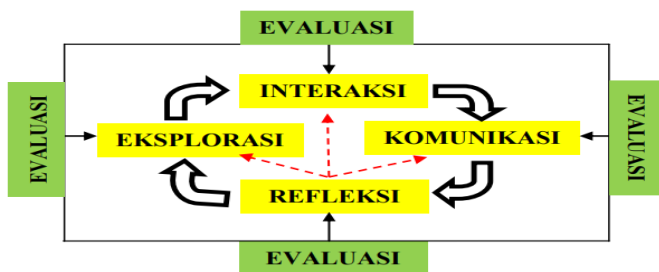 EVALUASI
INTERAKSI
EVALUASI
EKSPLORASI
KOMUNIKASI
EVALUASI
REFLEKSI
EVALUASI